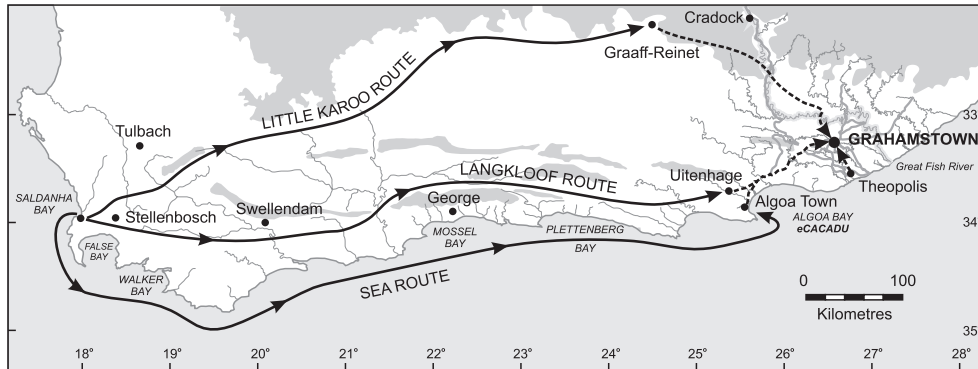 Cradock
Graaff-Reinet
LITTLE KAROO ROUTE
33
Tulbach
GRAHAMSTOWN
LANGKLOOF ROUTE
Great Fish River
Uitenhage
Theopolis
SALDANHA
BAY
Stellenbosch
Swellendam
George
Algoa Town
ALGOA BAY
eCACADU
34
FALSE
BAY
MOSSEL
BAY
PLETTENBERG
BAY
WALKER
BAY
SEA ROUTE
0 100
Kilometres
35
18° 19° 20° 21° 22° 23° 24° 25° 26° 27° 28°